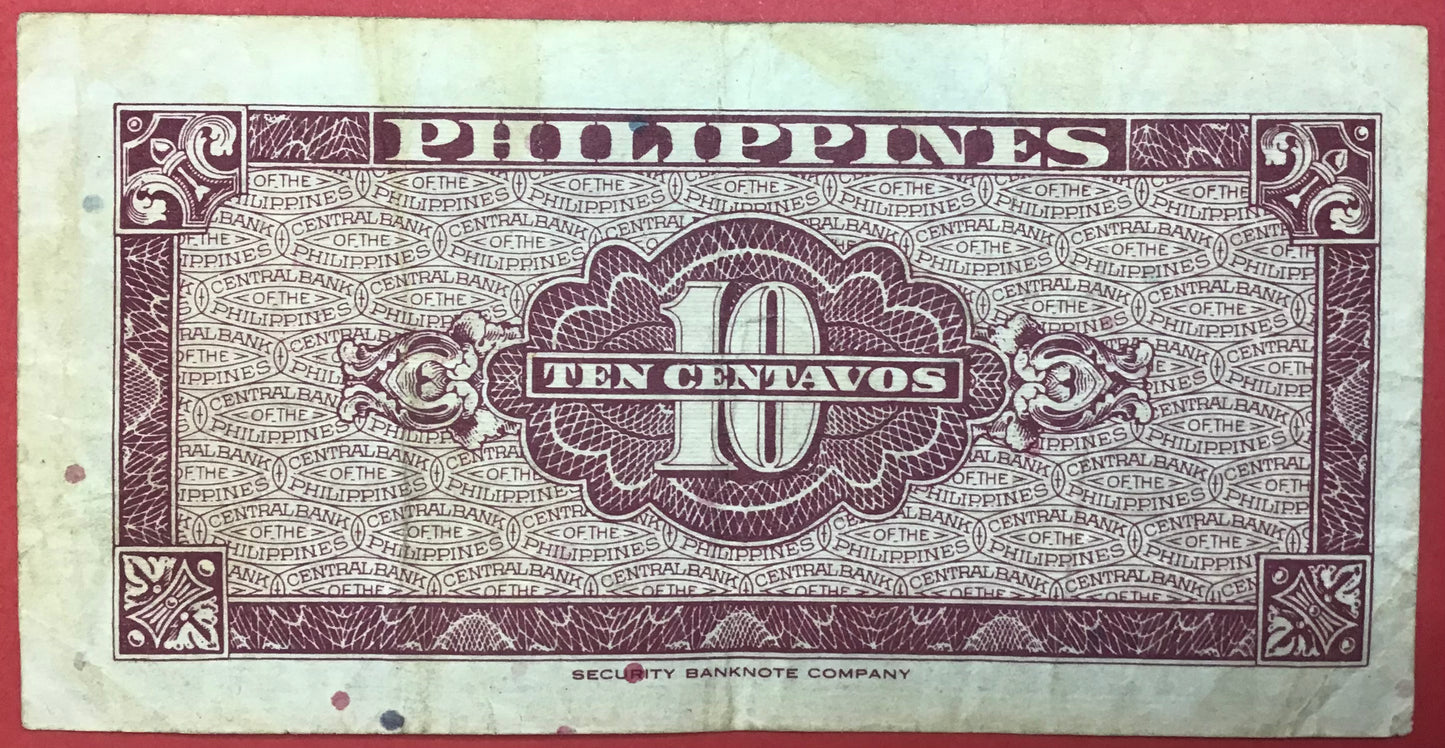 PHILIPPINES
CENTRAL BANK
OF THE
PHILIPPINES
10
TEN CENTAVOS
SECURITY BANKNOTE COMPANY